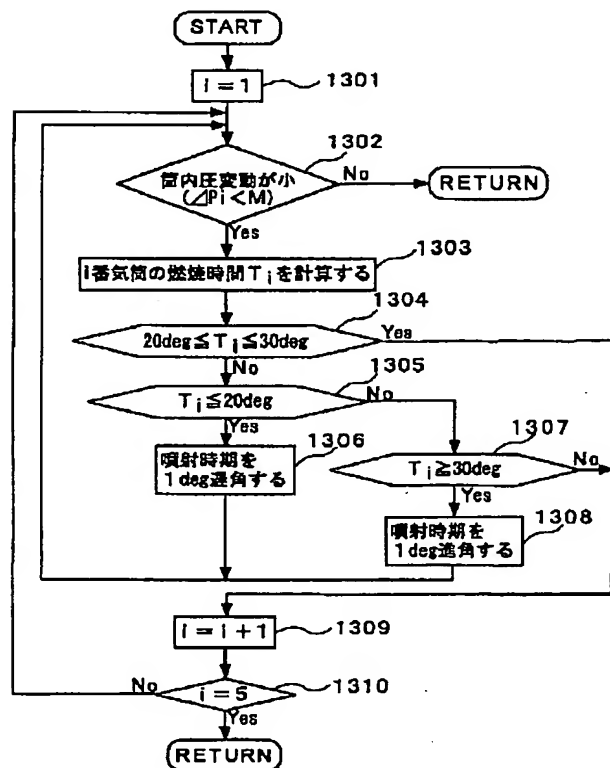 START
i = 1
1301
1302
筒内圧変動が小
(⊿Pi<M)
No
RETURN
Yes
1303
i番気筒の燃焼時間Tiを計算する
1304
20deg≦Ti≦30deg
Yes
No
1305
Ti≦20deg
No
Yes
1306
1307
噴射時期を
1deg遅角する
Ti≧30deg
No
Yes
1308
噴射時期を
1deg進角する
i = i + 1
1309
No
i = 5
1310
Yes
RETURN